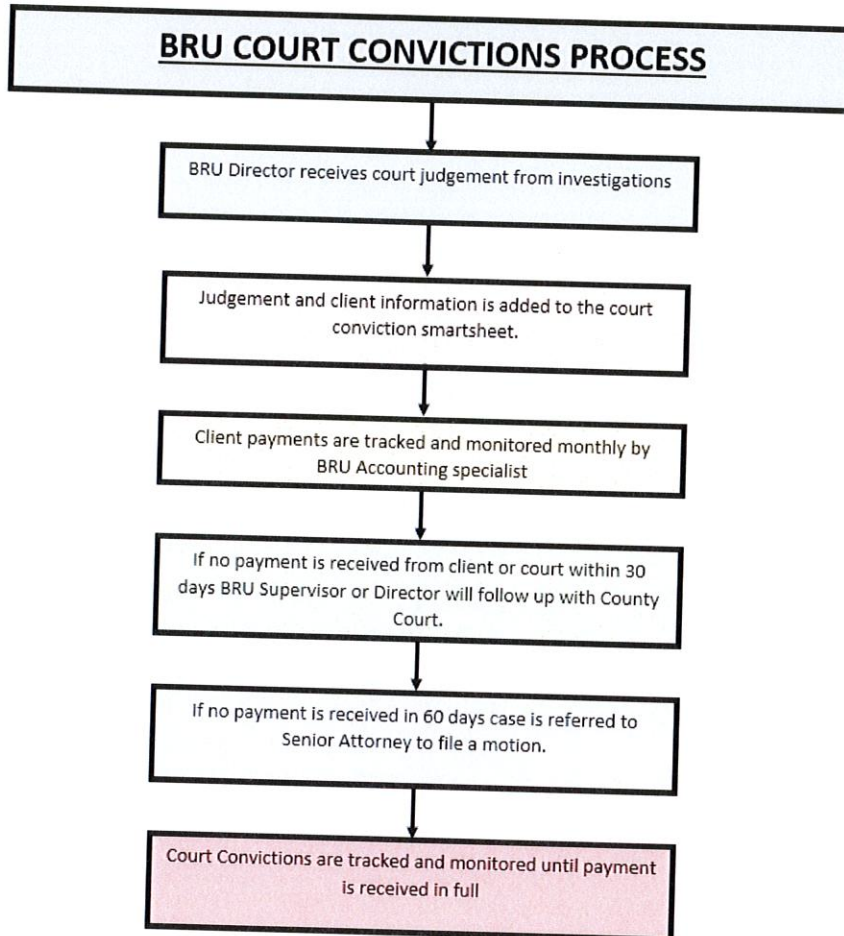 BRU COURT CONVICTIONS PROCESS
BRU Director receives court judgement from investigations
Judgement and client information is added to the court
conviction smartsheet.
Client payments are tracked and monitored monthly by
BRU Accounting specialist
If no payment is received from client or court within 30
days BRU Supervisor or Director will follow up with County
Court.
If no payment is received in 60 days case is referred to
Senior Attorney to file a motion.
Court Convictions are tracked and monitored until payment
is received in full